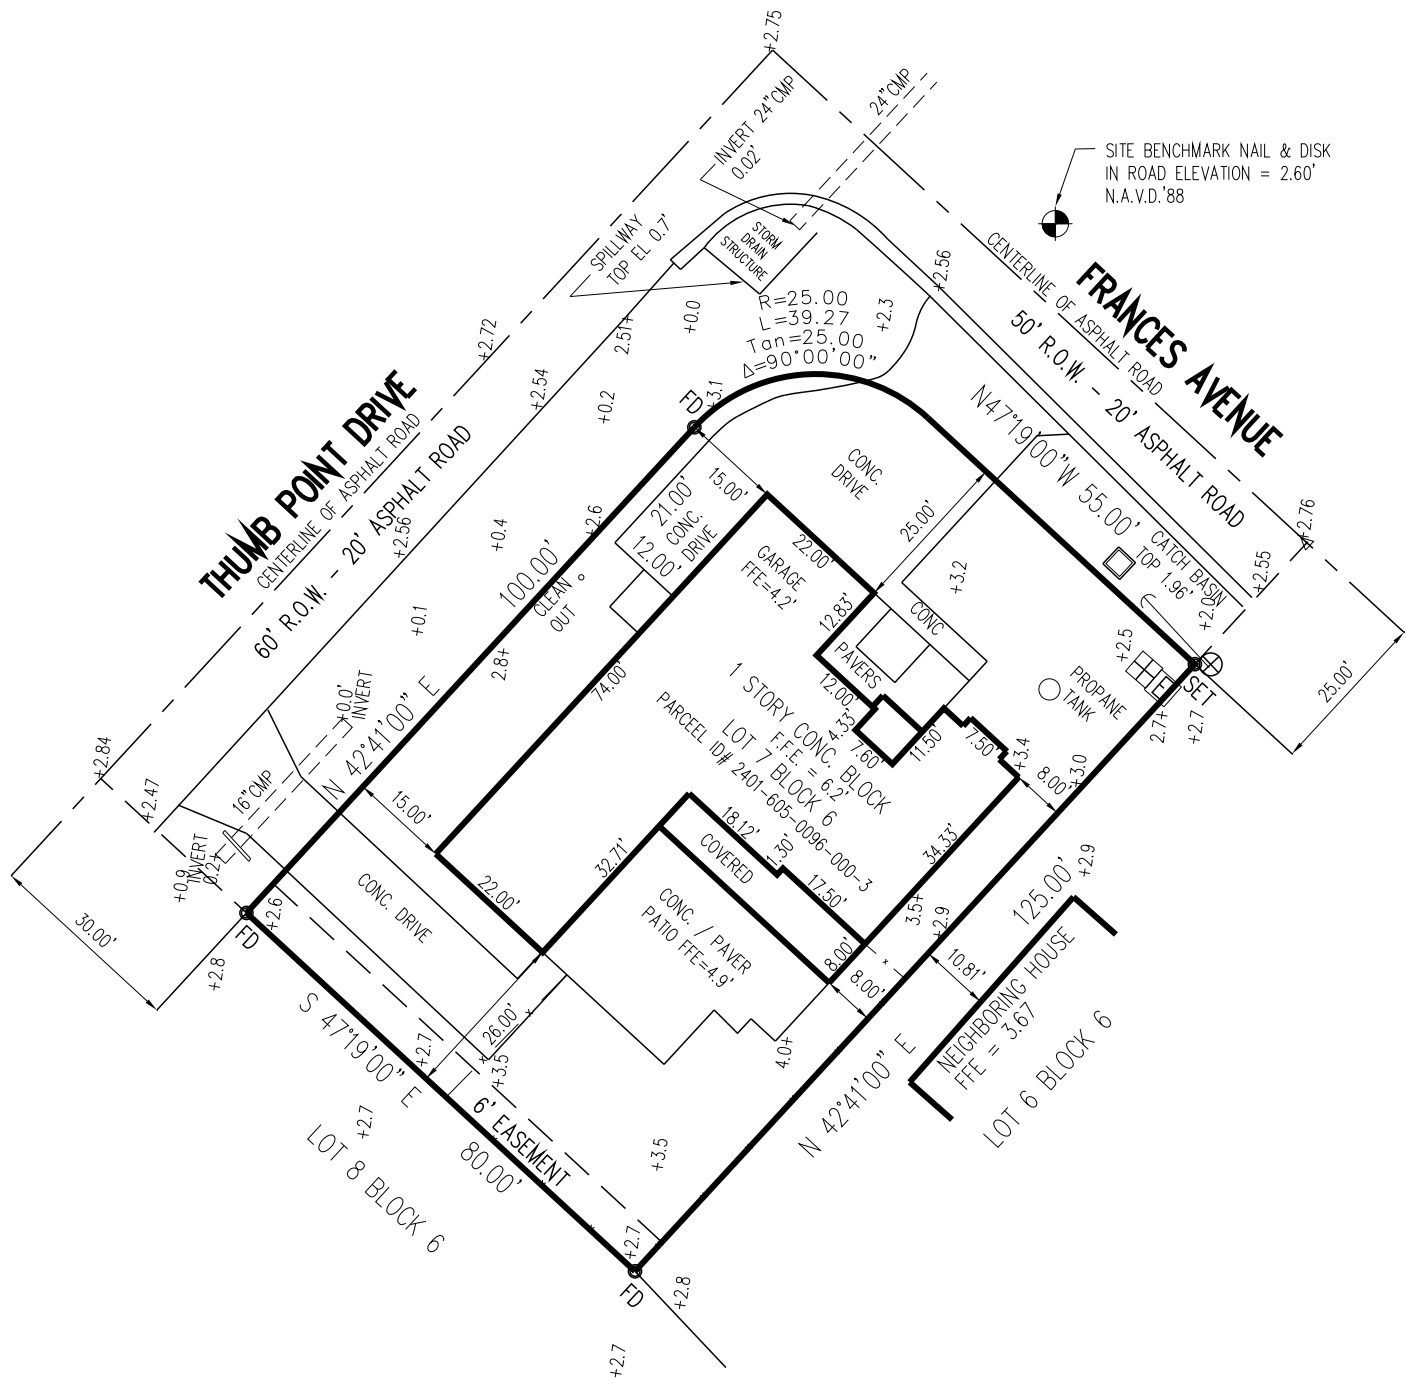 +2.75
24"CMP
INVERT 24"CMP
0.02'
SITE BENCHMARK NAIL & DISK
IN ROAD ELEVATION = 2.60'
N.A.V.D.'88
SPILLWAY
TOP EL 0.7'
STORM
DRAIN
STRUCTURE
+2.56
CENTERLINE OF ASPHALT ROAD
FRANCES AVENUE
50' R.O.W. - 20' ASPHALT ROAD
R=25.00
L=39.27
Tan=25.00
Δ=90°00'00"
+2.3
+0.0
2.51+
+2.72
+2.54
+0.2
+3.1
FD
THUMB POINT DRIVE
CENTERLINE OF ASPHALT ROAD
60' R.O.W. - 20' ASPHALT ROAD
+2.56
N47°19'00"W 55.00'
CONC.
DRIVE
15.00'
25.00'
21.00'
CONC.
DRIVE
12.00'
+2.6
+0.4
100.00'
CLEAN
OUT
GARAGE
FFE=4.2'
22.00'
12.83'
+3.2
CONC
PAVERS
12.00'
CATCH BASIN
TOP 1.96'
+2.76
+2.55
+2.0
+2.5
SET
25.00'
PROPANE
TANK
2.7+
+2.7
+0.1
2.8+
74.00'
1 STORY CONC. BLOCK
F.F.E. = 6.2'
LOT 7 BLOCK 6
PARCEEL ID# 2401-605-0096-000-3
4.33'
7.60'
11.50'
7.50'
+3.4
8.00'
+3.0
+0.0'
INVERT
N 42°41'00" E
16"CMP
+2.84
+2.47
INVERT
0.2+
+0.9
15.00'
22.00'
32.71'
18.12'
1.30'
17.50'
COVERED
34.33'
+2.9
125.00'
CONC. DRIVE
CONC. / PAVER
PATIO FFE=4.9'
3.5+
+2.9
8.00'
8.00'
10.81'
NEIGHBORING HOUSE
FFE = 3.67
LOT 6 BLOCK 6
30.00'
+2.6
FD
+2.8
S 47°19'00" E
26.00'
+2.7
+3.5
4.0+
N 42°41'00" E
+2.7
LOT 8 BLOCK 6
6' EASEMENT
80.00'
+3.5
+2.7
FD
+2.8
+2.7